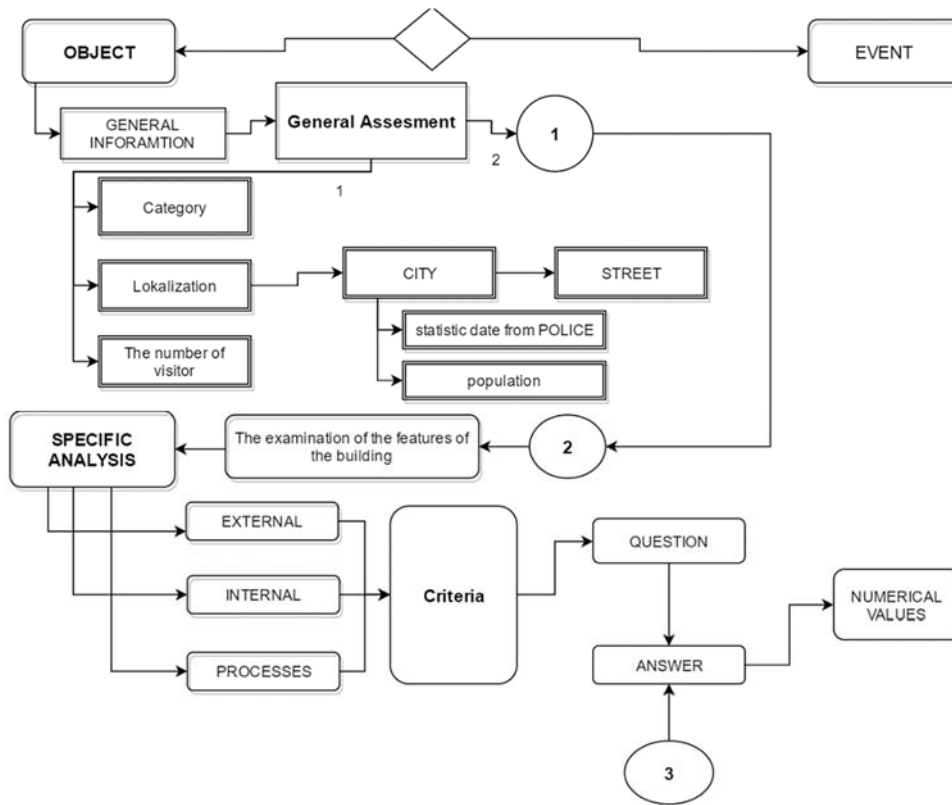 OBJECT
EVENT
GENERAL
INFORAMTION
General Assesment
1
2
1
Category
Lokalization
CITY
STREET
statistic date from POLICE
The number of
visitor
population
SPECIFIC
ANALYSIS
The examination of the features of
the building
2
EXTERNAL
INTERNAL
PROCESSES
Criteria
QUESTION
NUMERICAL
VALUES
ANSWER
3